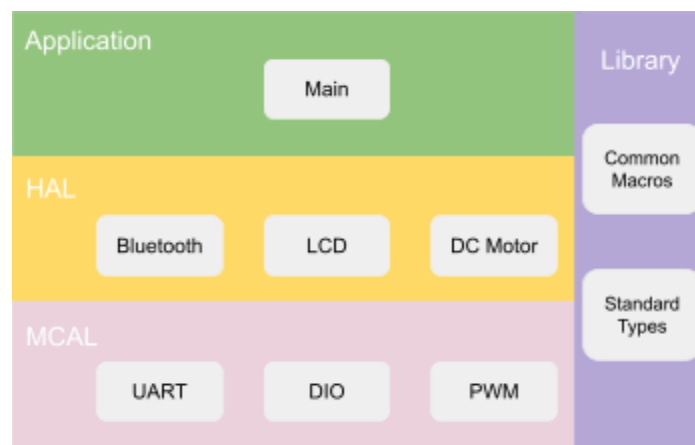 Application
Main
HAL
Bluetooth
LCD
DC Motor
MCAL
UART
DIO
PWM
Library
Common
Macros
Standard
Types